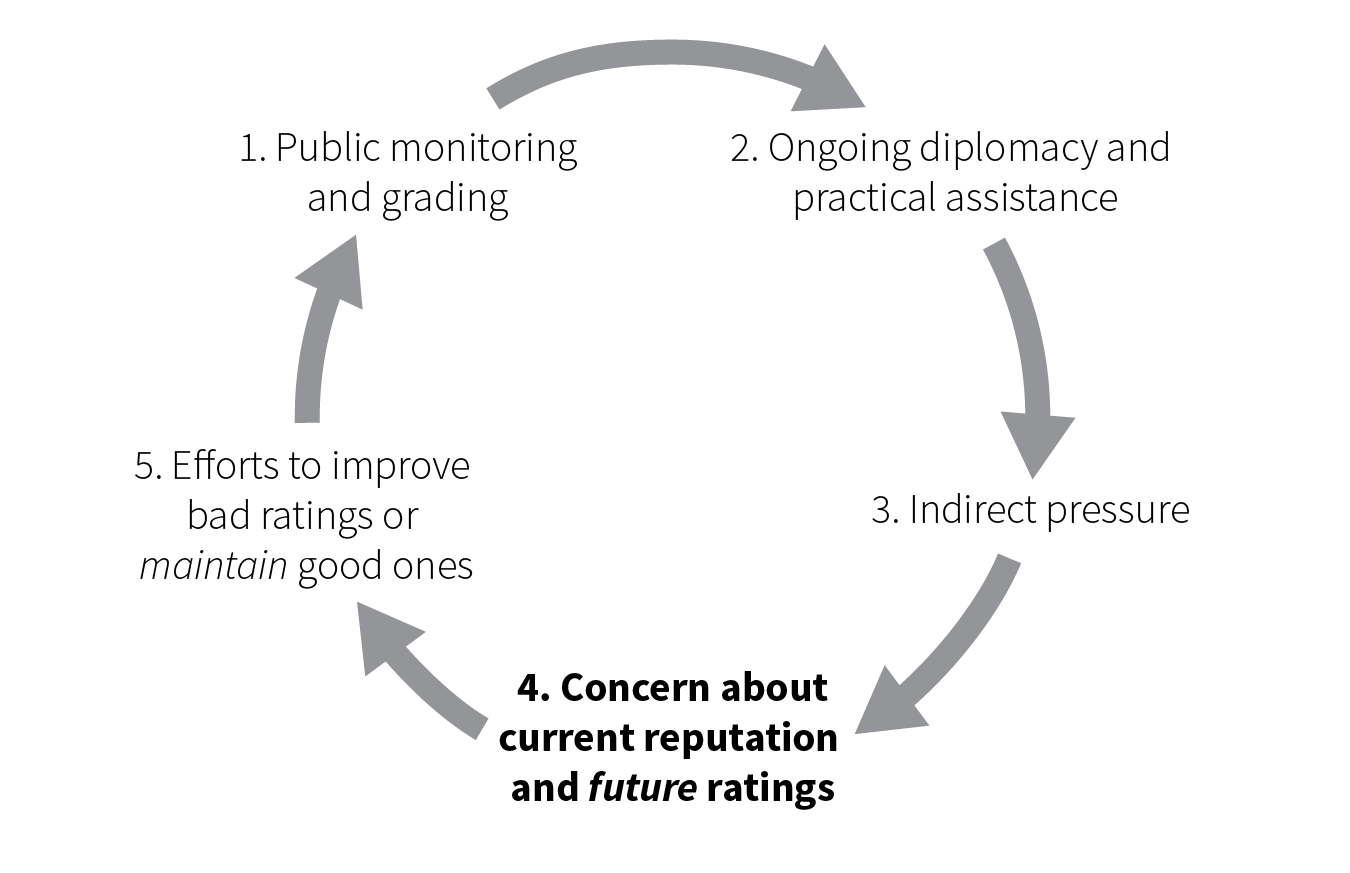 1. Public monitoring
and grading
2. Ongoing diplomacy and
practical assistance
3. Indirect pressure
4. Concern about
current reputation
and future ratings
5. Efforts to improve
bad ratings or
maintain good ones